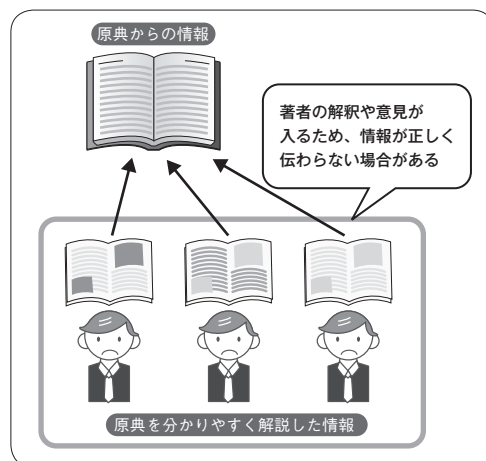 原典からの情報
著者の解釈や意見が
入るため、情報が正しく
伝わらない場合がある
原典を分かりやすく解説した情報